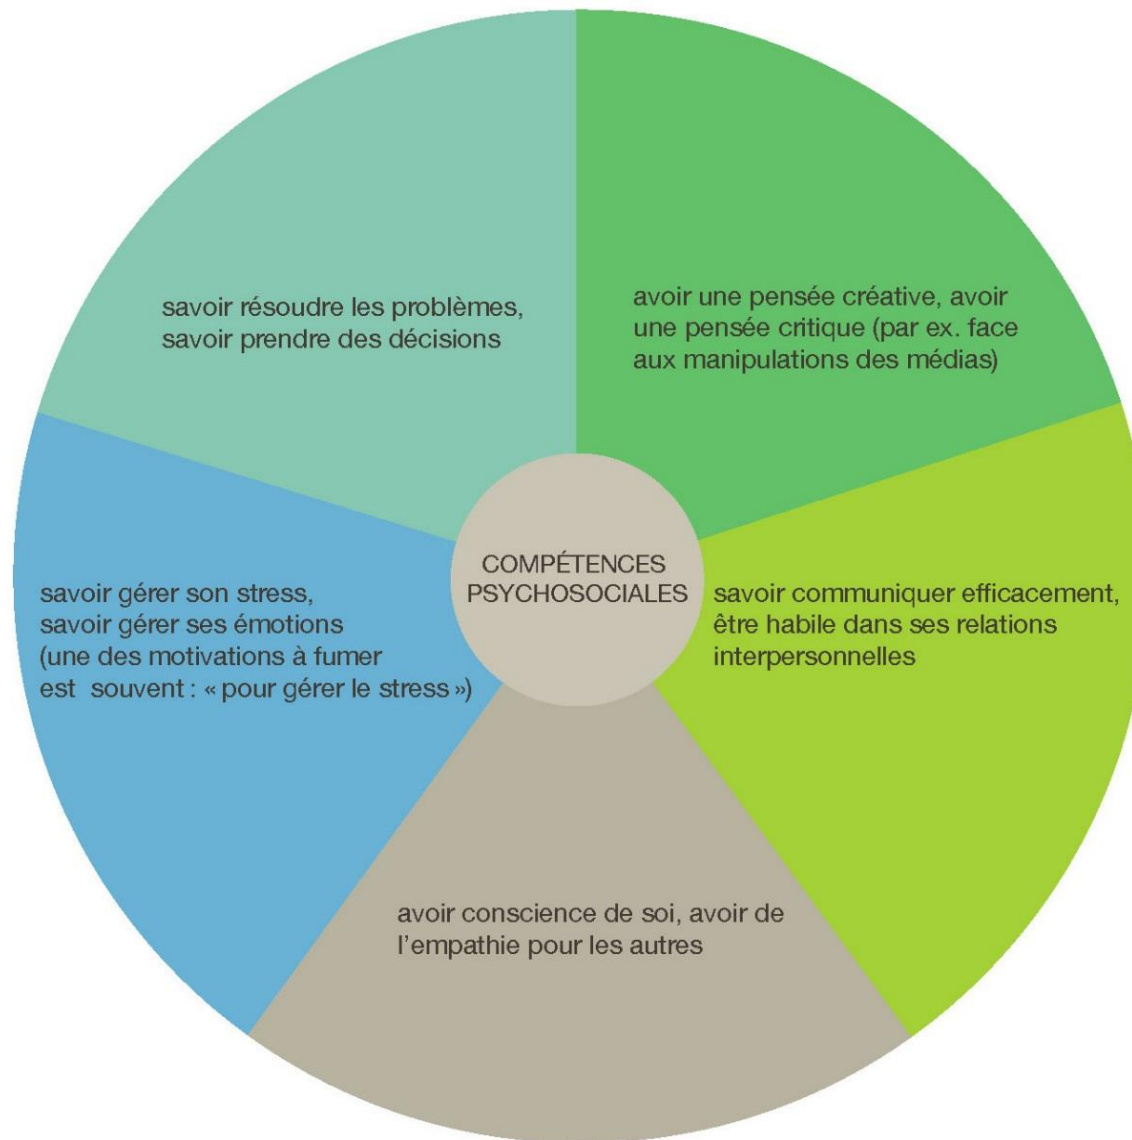 savoir résoudre les problèmes,
savoir prendre des décisions
avoir une pensée créative, avoir
une pensée critique (par ex. face
aux manipulations des médias)
COMPÉTENCES
PSYCHOSOCIALES
savoir gérer son stress,
savoir gérer ses émotions
(une des motivations à fumer
est souvent : « pour gérer le stress »)
savoir communiquer efficacement,
être habile dans ses relations
interpersonnelles
avoir conscience de soi, avoir de
l’empathie pour les autres